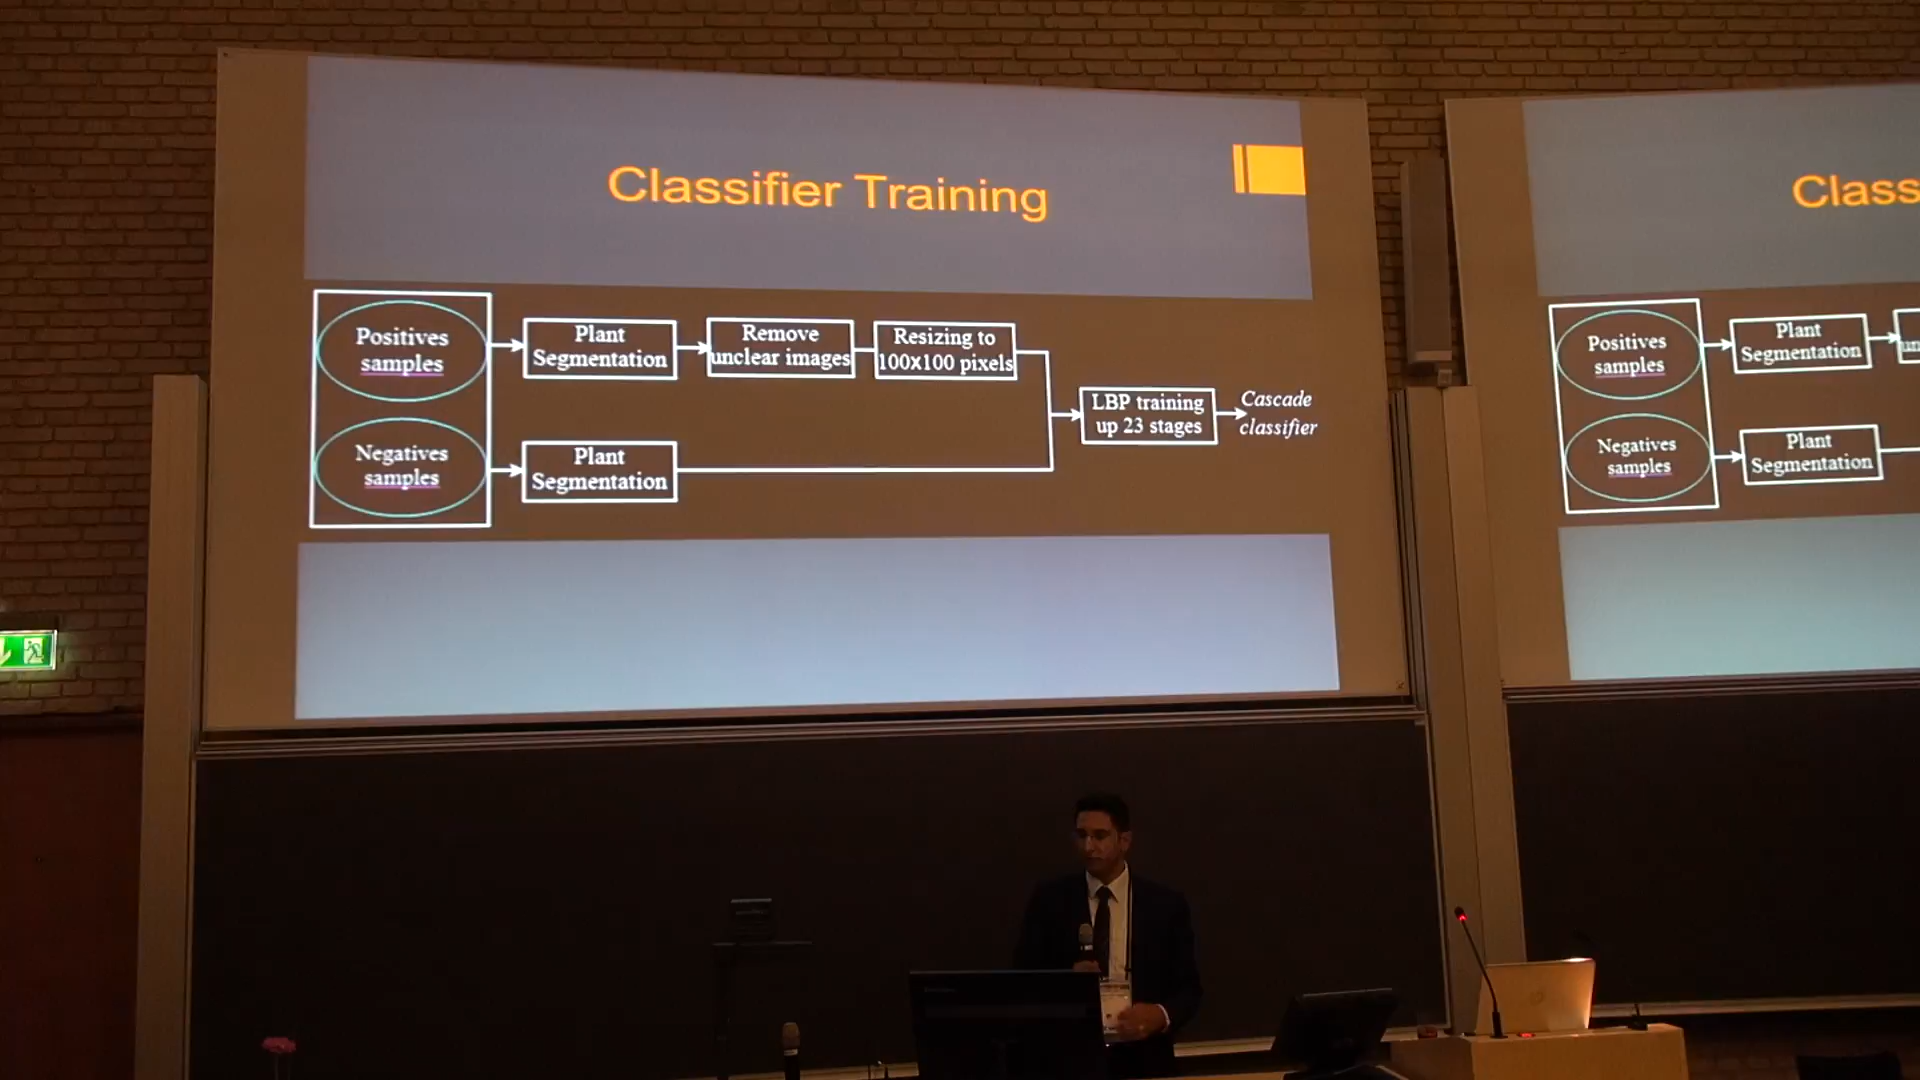 Classifier Training
Positives
samples
Plant
Segmentation
Remove
unclear images
Resizing to
100x100 pixels
Negatives
samples
Plant
Segmentation
LBP training
up 23 stages
Cascade
classifier
Class
Positives
samples
Plant
Segmentation
un
Negatives
samples
Plant
Segmentation